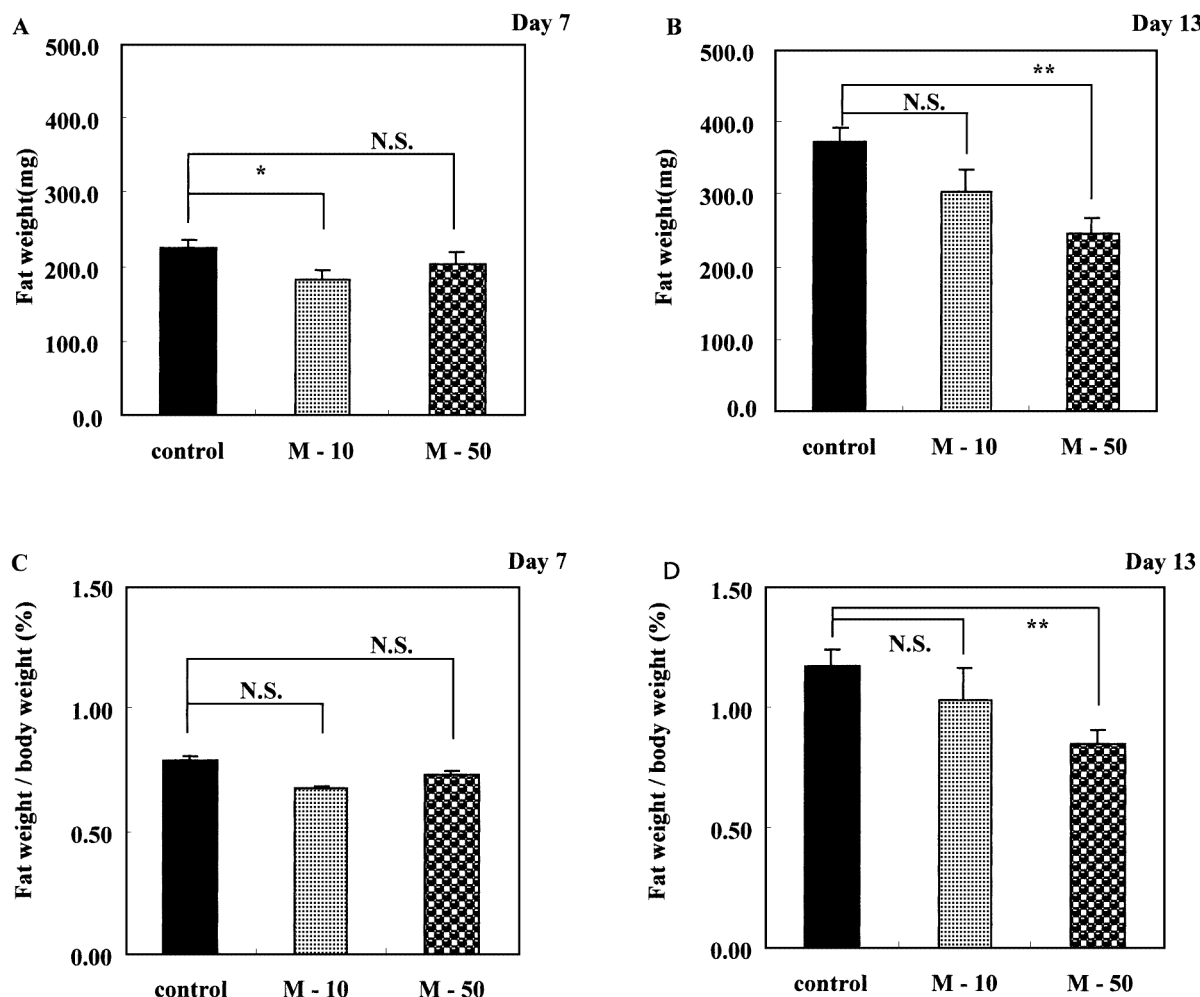 A
Day 7
500.0
400.0
300.0
200.0
100.0
0.0
Fat weight(mg)
N.S.
*
control
M - 10
M - 50
B
Day 13
500.0
400.0
300.0
200.0
100.0
0.0
Fat weight(mg)
**
N.S.
control
M - 10
M - 50
C
Day 7
1.50
1.00
0.50
0.00
Fat weight / body weight (%)
N.S.
N.S.
control
M - 10
M - 50
D
Day 13
1.50
1.00
0.50
0.00
Fat weight / body weight (%)
**
N.S.
control
M - 10
M - 50